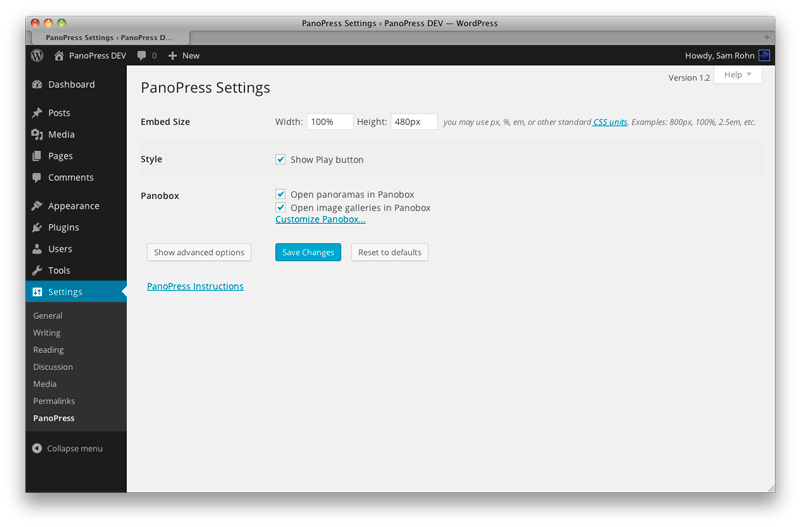 PanoPress Settings ‹ PanoPress DEV — WordPress
PanoPress Settings ‹ PanoPress D...
PanoPress DEV 0 + New Howdy, Sam Rohn
Version 1.2 Help
Dashboard
Posts
Media
Pages
Comments
Appearance
Plugins
Users
Tools
Settings
General
Writing
Reading
Discussion
Media
Permalinks
PanoPress
Collapse menu
PanoPress Settings
Embed Size Width: 100% Height: 480px you may use px, %, em, or other standard CSS units. Examples: 800px, 100%, 2.5em, etc.
Style Show Play button
Panobox Open panoramas in Panobox
Open image galleries in Panobox
Customize Panobox...
Show advanced options Save Changes Reset to defaults
PanoPress Instructions